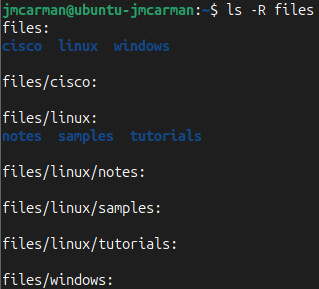 jmcarman@ubuntu-jmcarman:~$ ls -R files
files:
cisco  linux  windows

files/cisco:

files/linux:
notes  samples  tutorials

files/linux/notes:

files/linux/samples:

files/linux/tutorials:

files/windows: